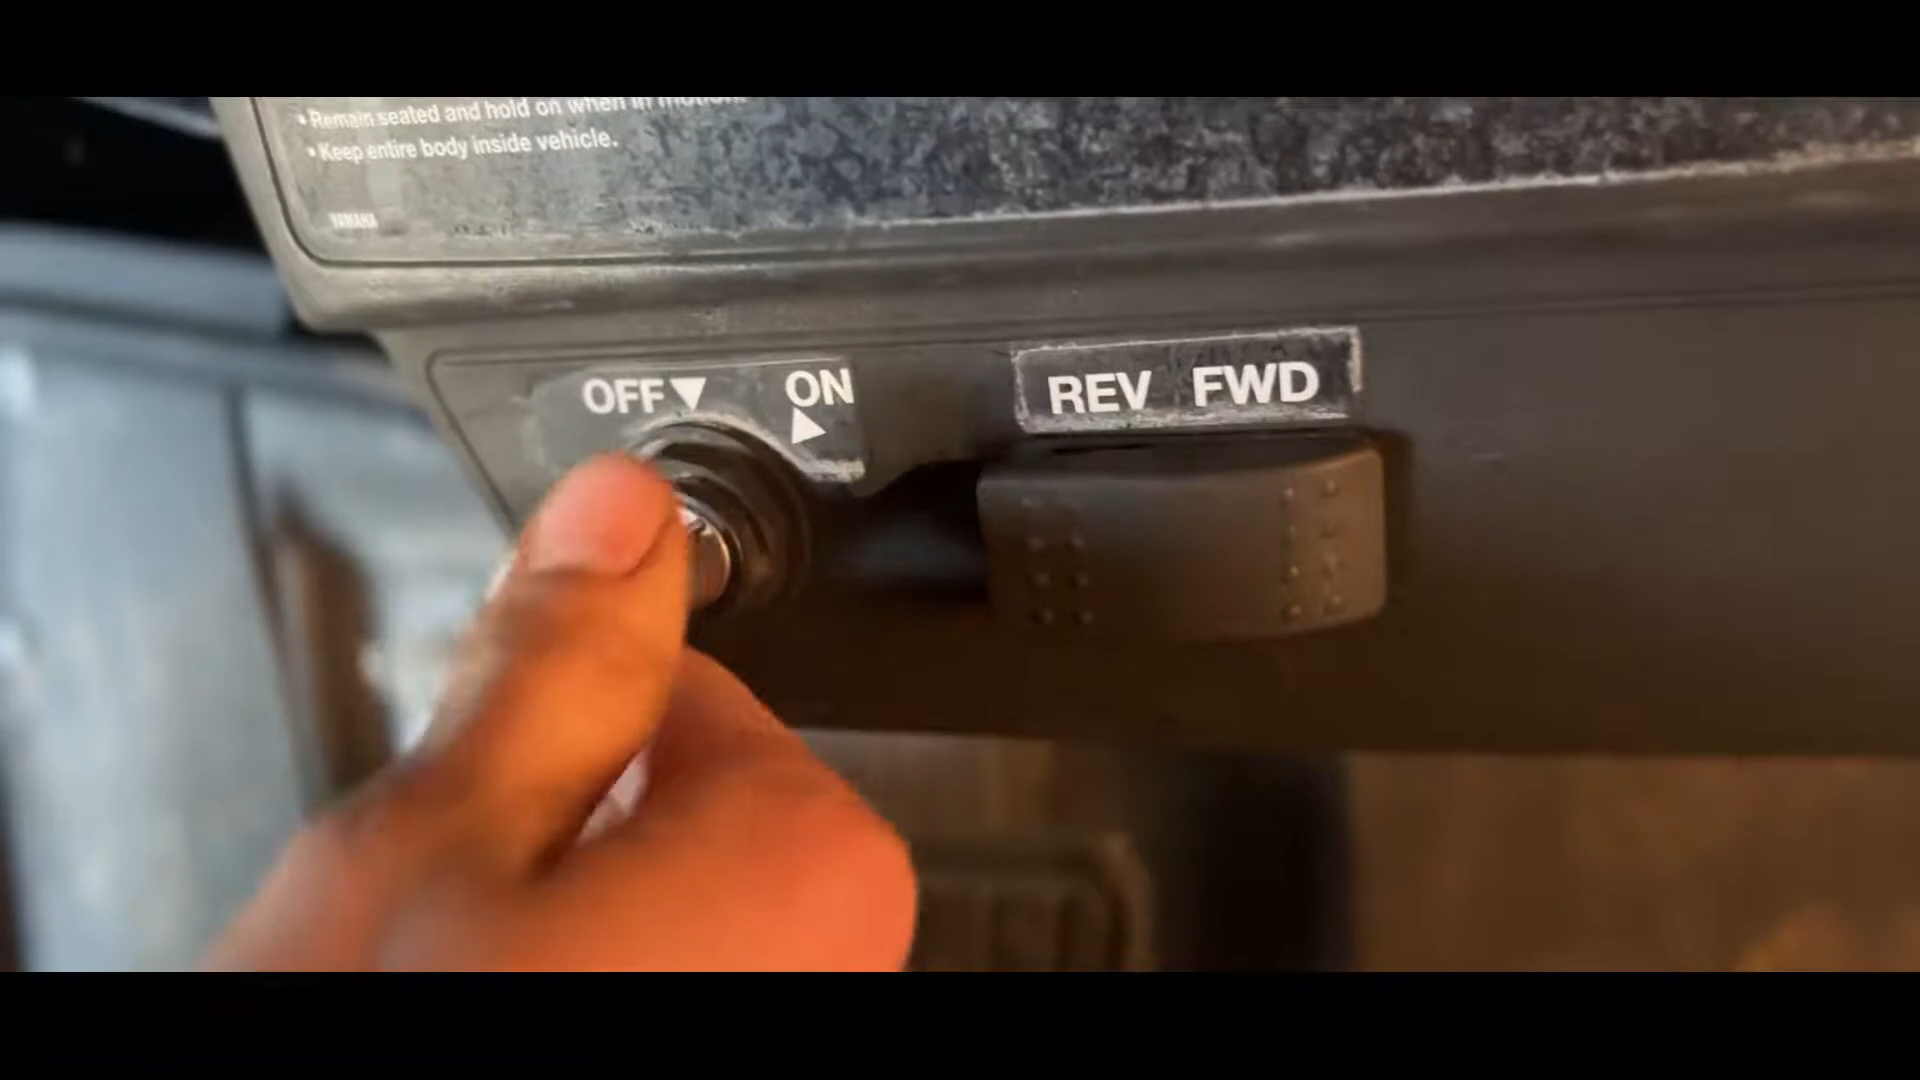 • Remain seated and hold on when in motion.
• Keep entire body inside vehicle.
YAMAHA
OFF▼ ON
REV FWD